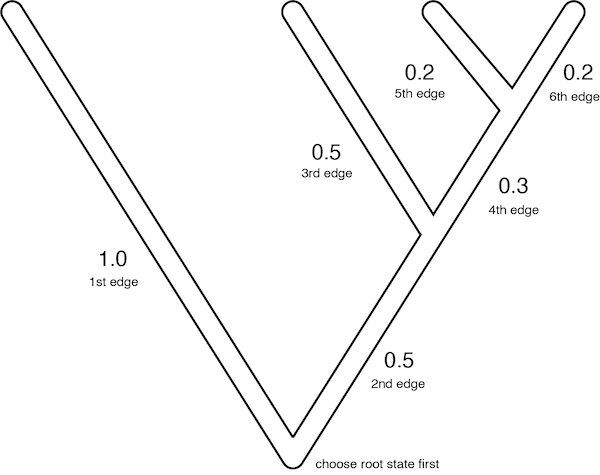 0.2
5th edge
0.2
6th edge
0.5
3rd edge
0.3
4th edge
1.0
1st edge
0.5
2nd edge
choose root state first